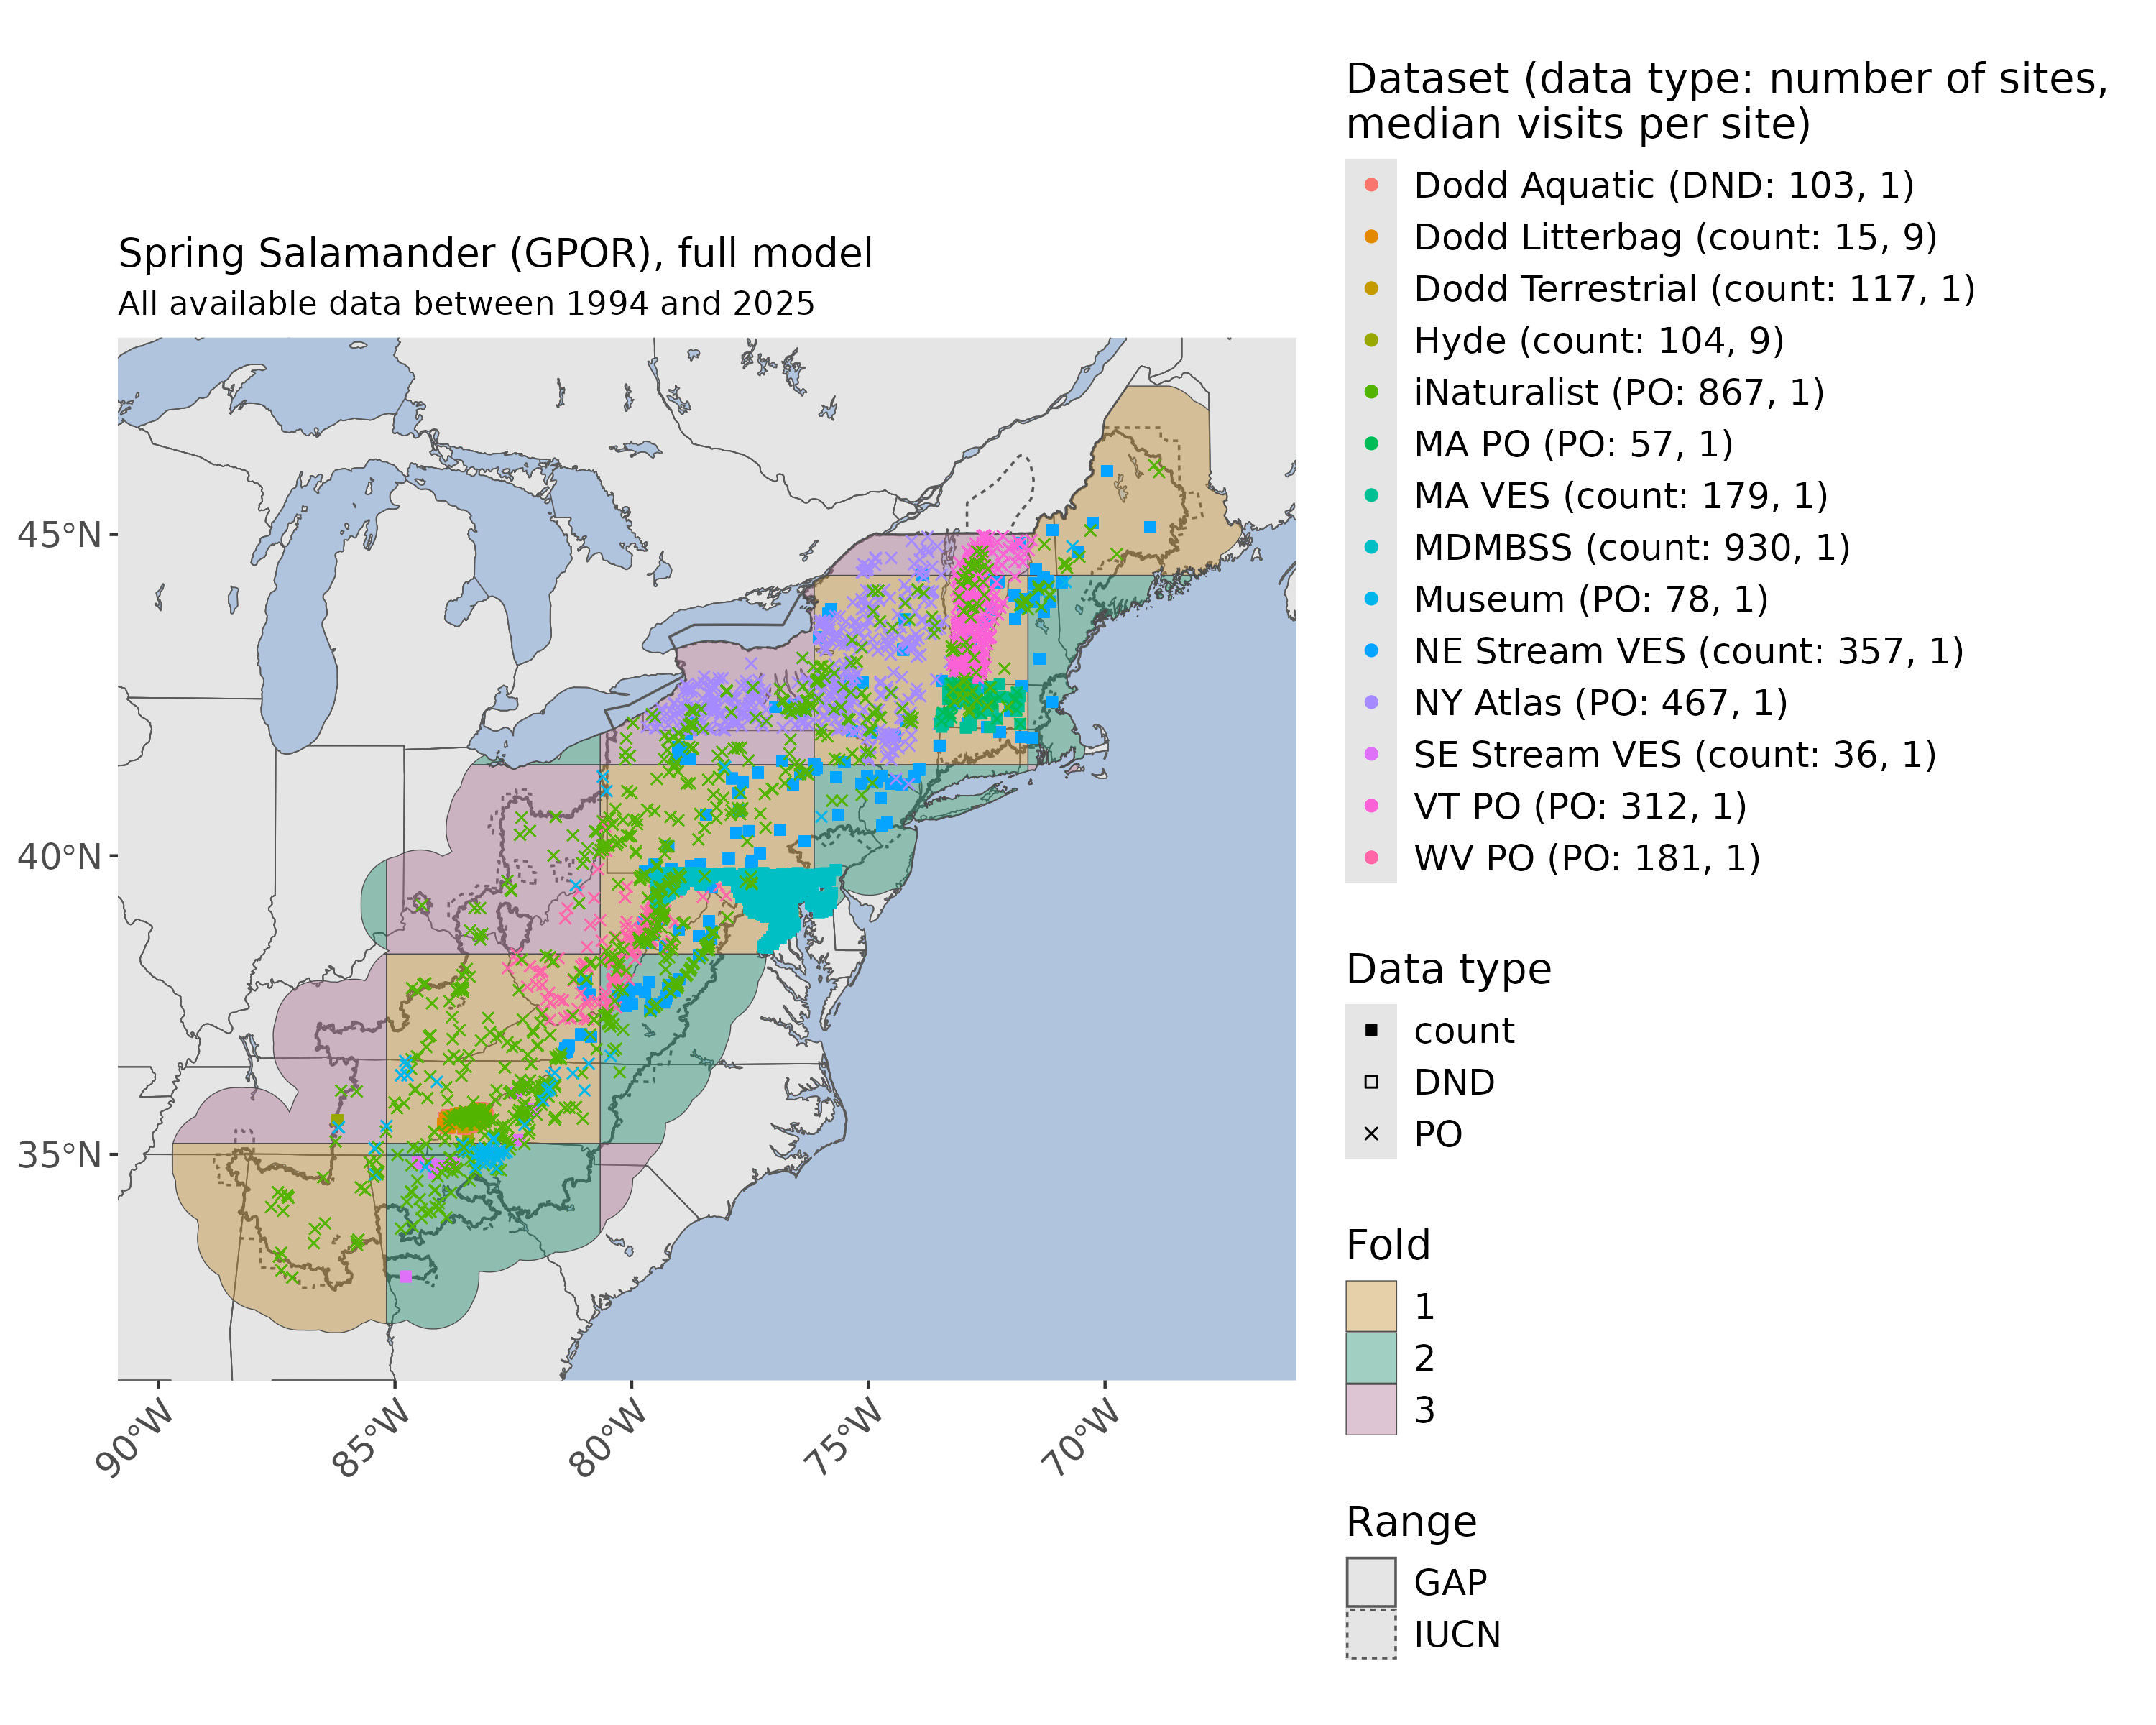 Spring Salamander (GPOR), full model
All available data between 1994 and 2025
45°N
40°N
35°N
90°W
85°W
80°W
75°W
70°W
Dataset (data type: number of sites,
median visits per site)
Dodd Aquatic (DND: 103, 1)
Dodd Litterbag (count: 15, 9)
Dodd Terrestrial (count: 117, 1)
Hyde (count: 104, 9)
iNaturalist (PO: 867, 1)
MA PO (PO: 57, 1)
MA VES (count: 179, 1)
MDMBSS (count: 930, 1)
Museum (PO: 78, 1)
NE Stream VES (count: 357, 1)
NY Atlas (PO: 467, 1)
SE Stream VES (count: 36, 1)
VT PO (PO: 312, 1)
WV PO (PO: 181, 1)
Data type
count
DND
PO
Fold
1
2
3
Range
GAP
IUCN